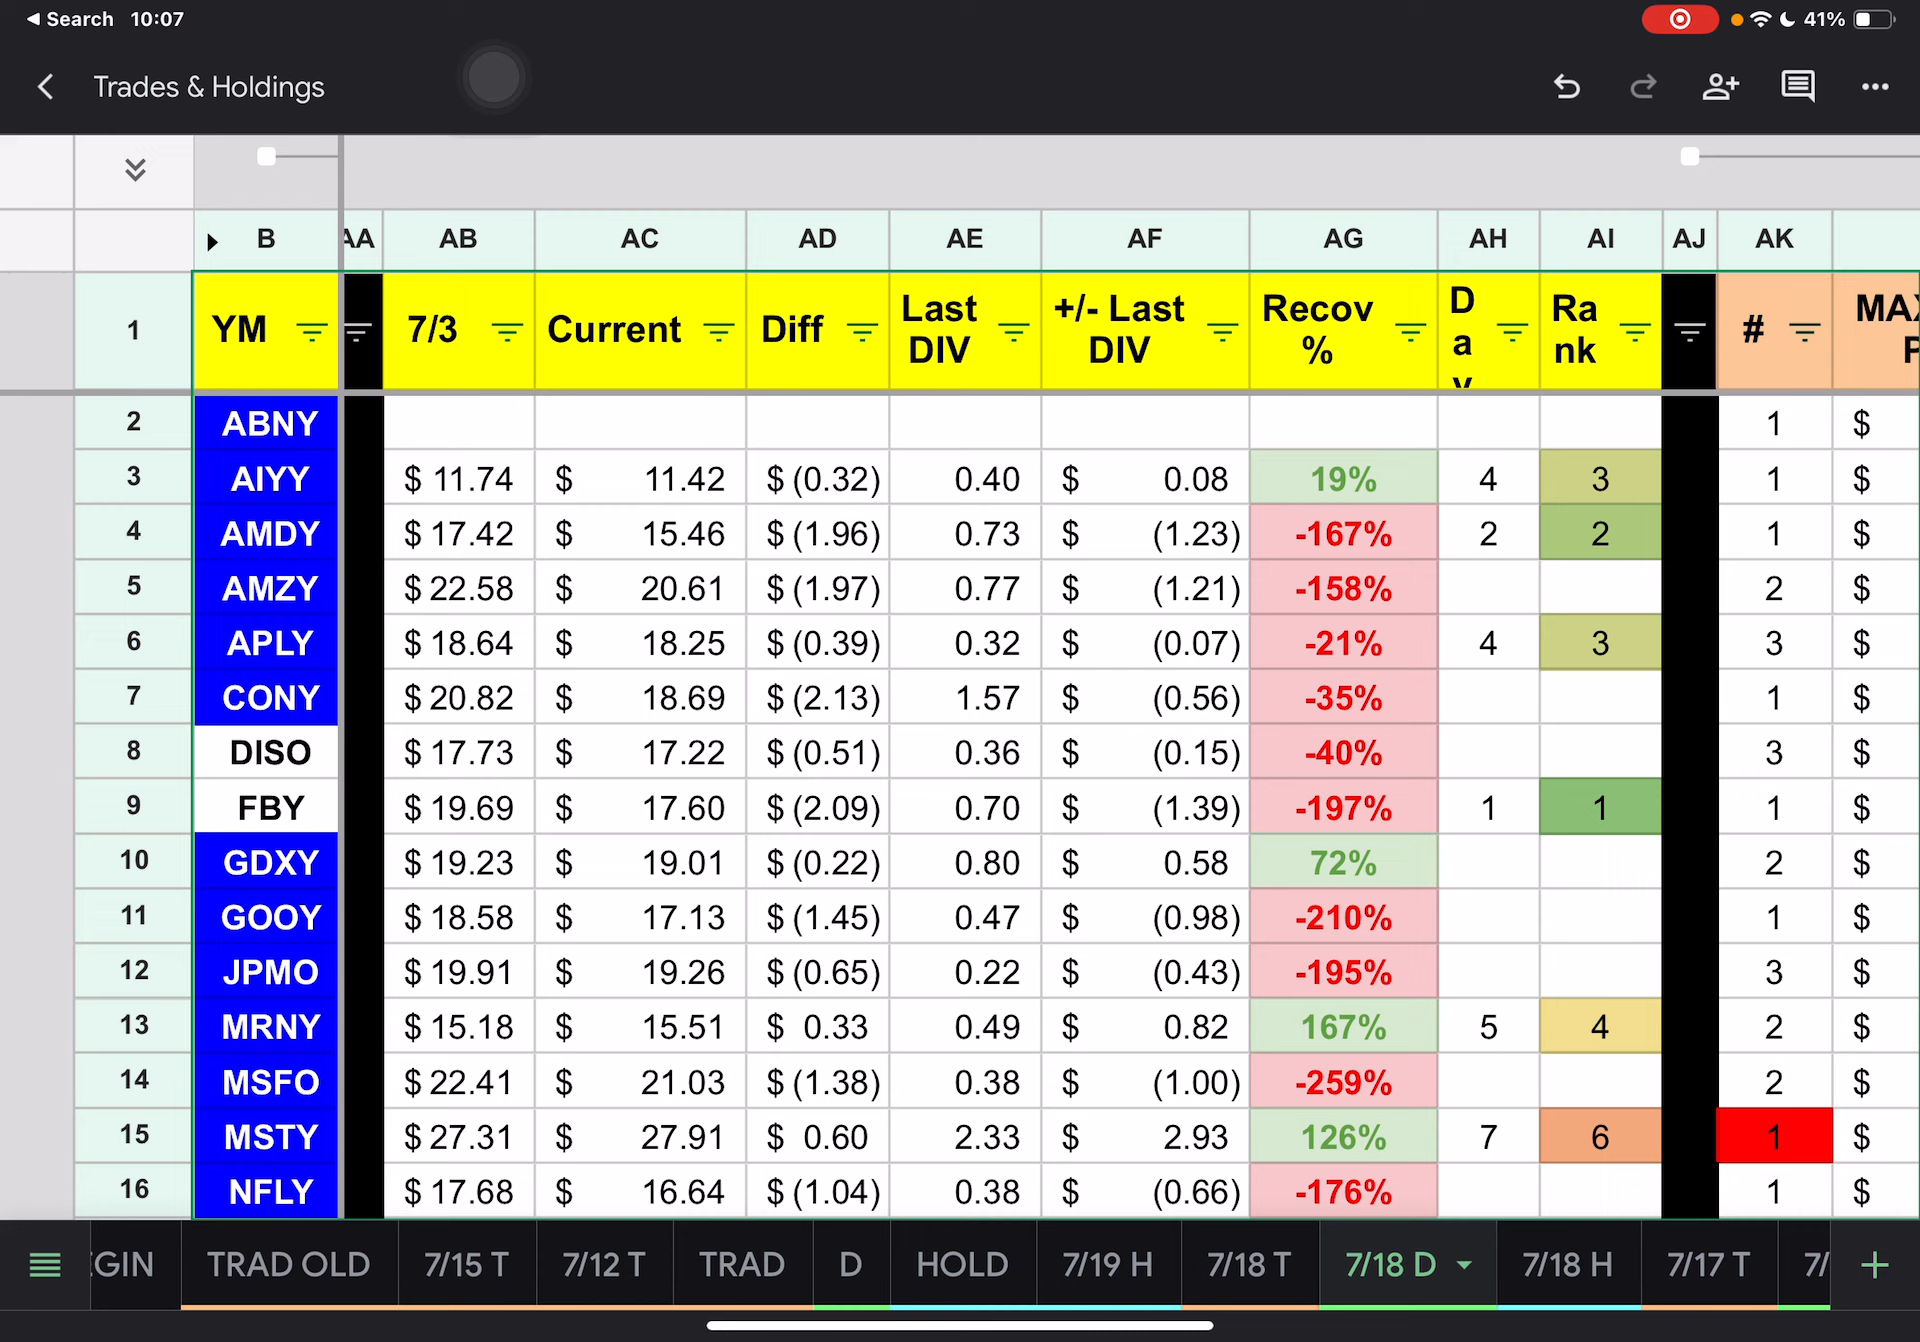 Search 10:07 41%
Trades & Holdings
B AA AB AC AD AE AF AG AH AI AJ AK
1 YM 7/3 Current Diff Last DIV +/- Last DIV Recov % Day Rank # MAX P
2 ABNY 1 $
3 AIYY $ 11.74 $ 11.42 $ (0.32) 0.40 $ 0.08 19% 4 3 1 $
4 AMDY $ 17.42 $ 15.46 $ (1.96) 0.73 $ (1.23) -167% 2 2 1 $
5 AMZY $ 22.58 $ 20.61 $ (1.97) 0.77 $ (1.21) -158% 2 $
6 APLY $ 18.64 $ 18.25 $ (0.39) 0.32 $ (0.07) -21% 4 3 3 $
7 CONY $ 20.82 $ 18.69 $ (2.13) 1.57 $ (0.56) -35% 1 $
8 DISO $ 17.73 $ 17.22 $ (0.51) 0.36 $ (0.15) -40% 3 $
9 FBY $ 19.69 $ 17.60 $ (2.09) 0.70 $ (1.39) -197% 1 1 1 $
10 GDXY $ 19.23 $ 19.01 $ (0.22) 0.80 $ 0.58 72% 2 $
11 GOOY $ 18.58 $ 17.13 $ (1.45) 0.47 $ (0.98) -210% 1 $
12 JPMO $ 19.91 $ 19.26 $ (0.65) 0.22 $ (0.43) -195% 3 $
13 MRNY $ 15.18 $ 15.51 $ 0.33 0.49 $ 0.82 167% 5 4 2 $
14 MSFO $ 22.41 $ 21.03 $ (1.38) 0.38 $ (1.00) -259% 2 $
15 MSTY $ 27.31 $ 27.91 $ 0.60 2.33 $ 2.93 126% 7 6 1 $
16 NFLY $ 17.68 $ 16.64 $ (1.04) 0.38 $ (0.66) -176% 1 $
GIN TRAD OLD 7/15 T 7/12 T TRAD D HOLD 7/19 H 7/18 T 7/18 D 7/18 H 7/17 T 7/